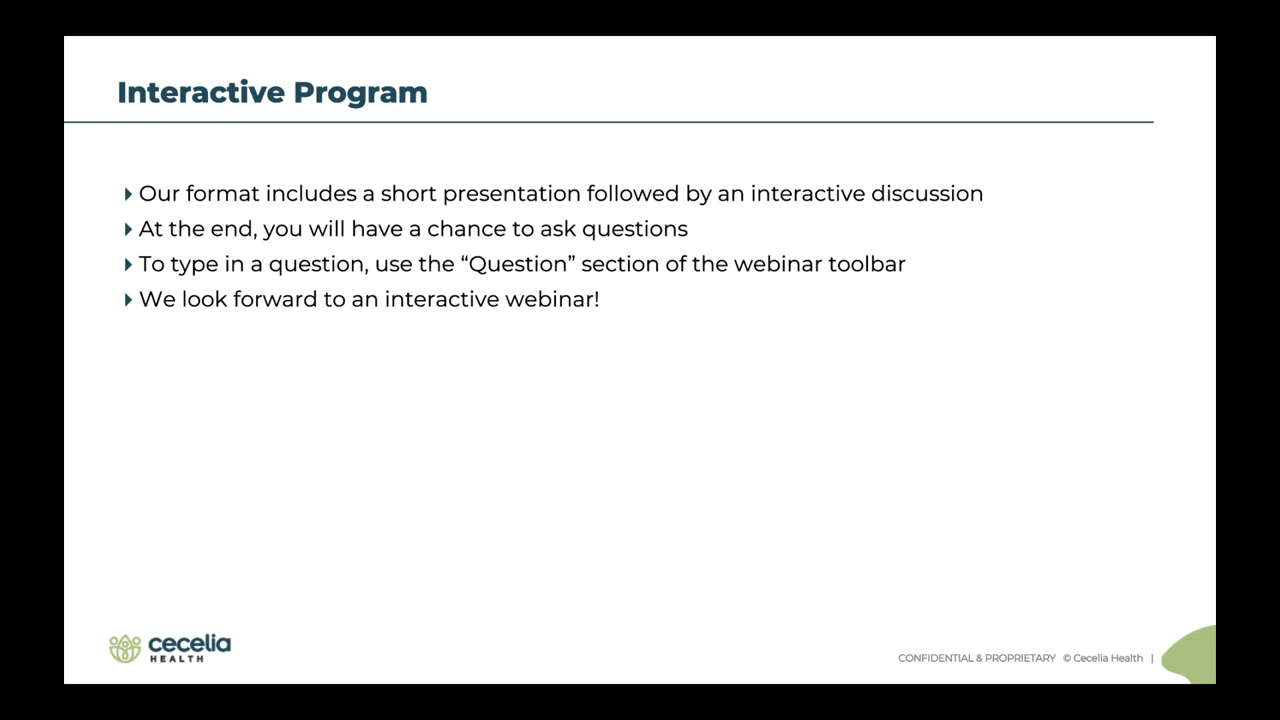 Interactive Program
Our format includes a short presentation followed by an interactive discussion
At the end, you will have a chance to ask questions
To type in a question, use the “Question” section of the webinar toolbar
We look forward to an interactive webinar!
cecelia
HEALTH
CONFIDENTIAL & PROPRIETARY © Cecelia Health |